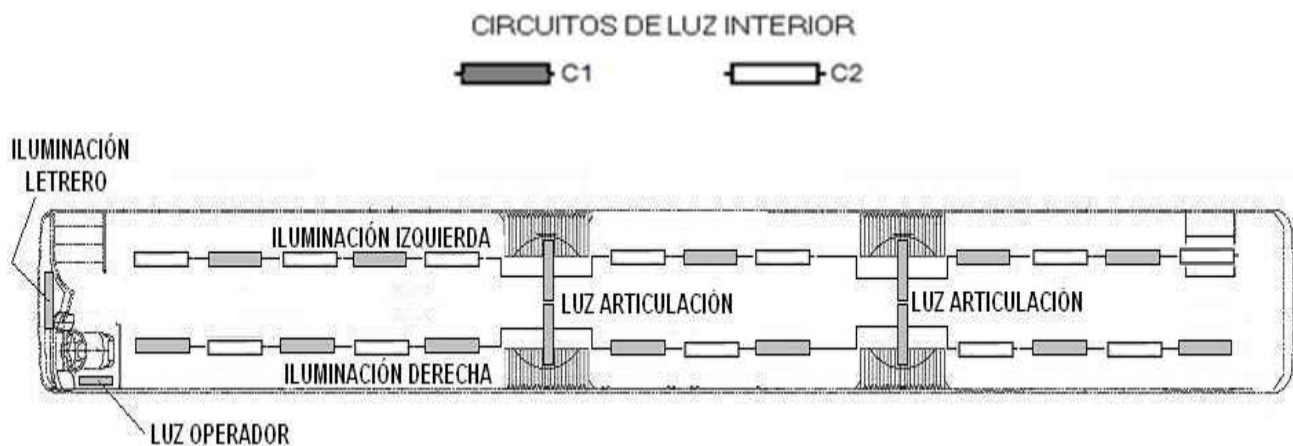 CIRCUITOS DE LUZ INTERIOR
C1
C2
ILUMINACIÓN
LETRERO
ILUMINACIÓN IZQUIERDA
LUZ ARTICULACIÓN
LUZ ARTICULACIÓN
ILUMINACIÓN DERECHA
LUZ OPERADOR